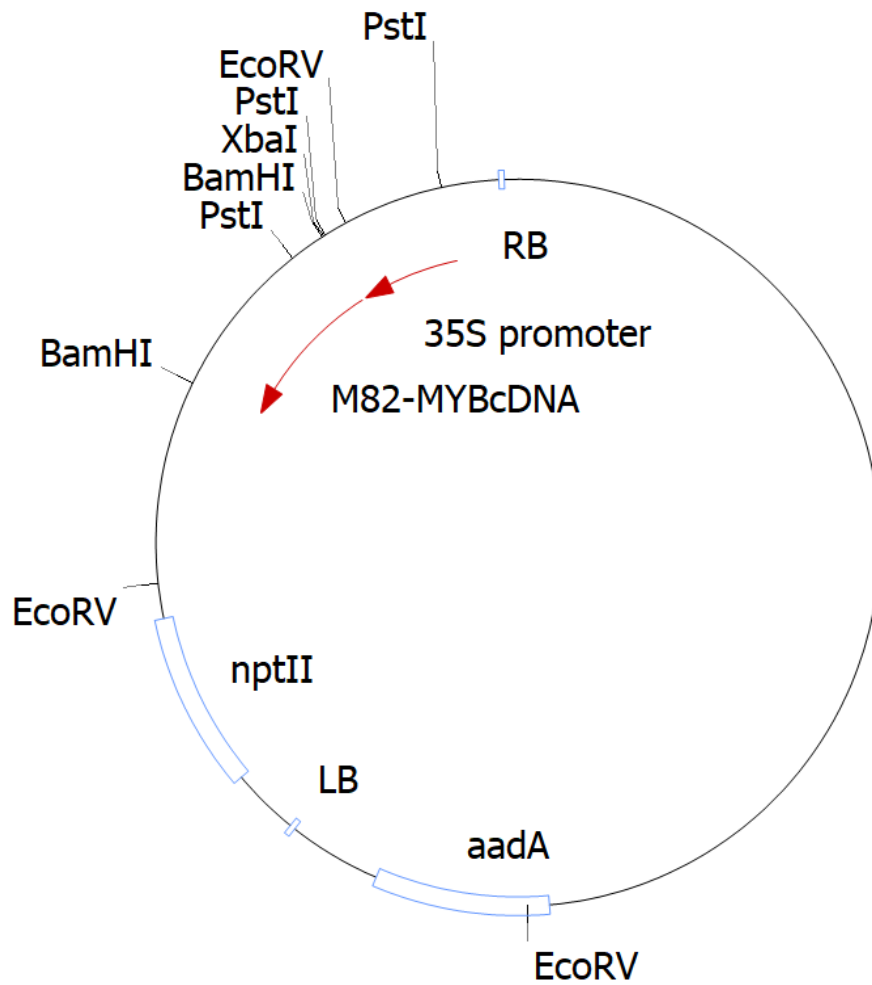 PstI
EcoRV
PstI
XbaI
BamHI
PstI
RB
35S promoter
BamHI
M82-MYBcDNA
EcoRV
nptII
LB
aadA
EcoRV